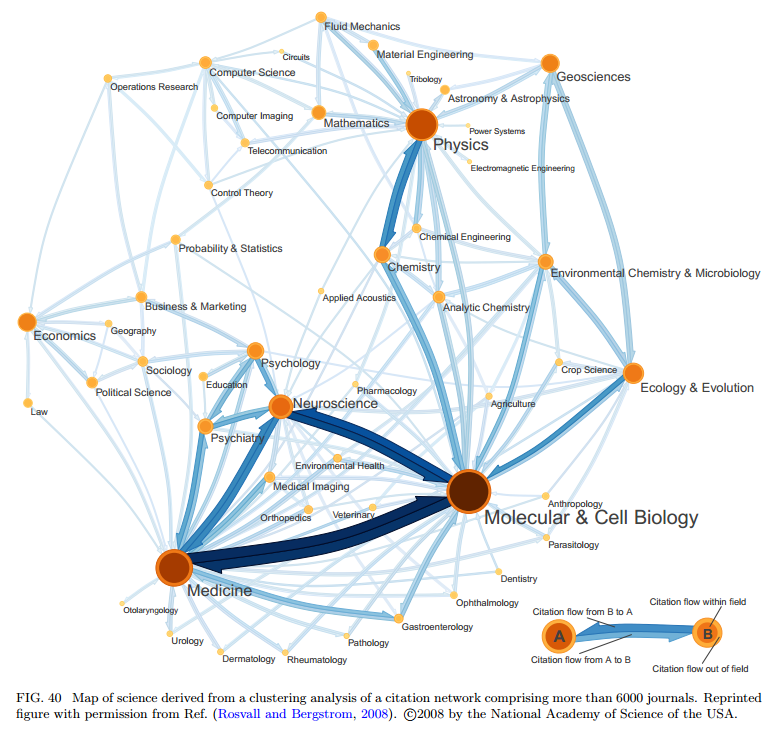 Fluid Mechanics
Material Engineering
Circuits
Computer Science
Geosciences
Tribology
Operations Research
Astronomy & Astrophysics
Computer Imaging
Mathematics
Power Systems
Physics
Telecommunication
Electromagnetic Engineering
Control Theory
Chemical Engineering
Probability & Statistics
Chemistry
Environmental Chemistry & Microbiology
Applied Acoustics
Business & Marketing
Analytic Chemistry
Geography
Economics
Psychology
Sociology
Crop Science
Education
Ecology & Evolution
Political Science
Pharmacology
Neuroscience
Agriculture
Law
Psychiatry
Environmental Health
Medical Imaging
Anthropology
Orthopedics
Veterinary
Molecular & Cell Biology
Parasitology
Dentistry
Medicine
Ophthalmology
Otolaryngology
Gastroenterology
Urology
Pathology
Dermatology
Rheumatology
Citation flow from B to A
Citation flow within field
A
B
Citation flow from A to B
Citation flow out of field
FIG. 40 Map of science derived from a clustering analysis of a citation network comprising more than 6000 journals. Reprinted
figure with permission from Ref. (Rosvall and Bergstrom, 2008). ©2008 by the National Academy of Science of the USA.